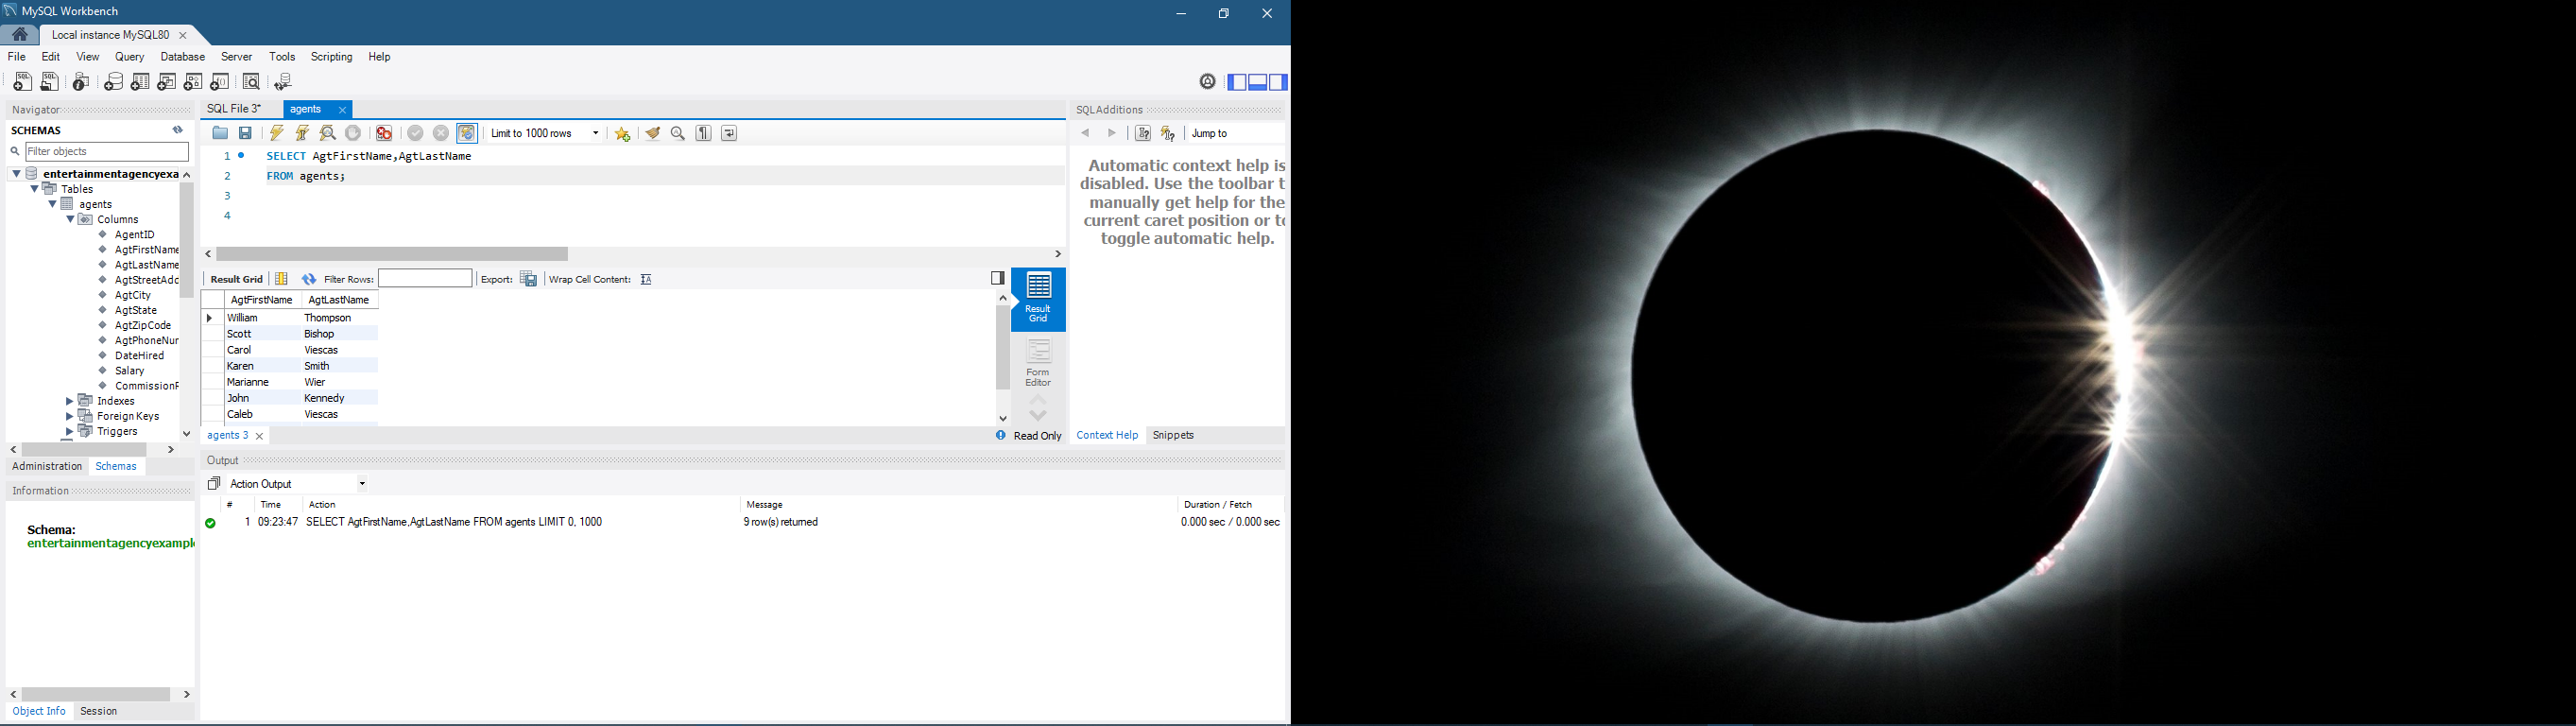 MySQL Workbench
Local instance MySQL80
File Edit View Query Database Server Tools Scripting Help
Navigator
SCHEMAS
Filter objects
entertainmentagencyexa
Tables
agents
Columns
AgentID
AgtFirstName
AgtLastName
AgtStreetAdd
AgtCity
AgtState
AgtZipCode
AgtPhoneNur
DateHired
Salary
CommissionF
Indexes
Foreign Keys
Triggers
Administration Schemas
Information
Schema:
entertainmentagencyexample
Object Info Session
SQL File 3* agents
Limit to 1000 rows
1 SELECT AgtFirstName,AgtLastName
2 FROM agents;
3
4
Result Grid Filter Rows: Export: Wrap Cell Content:
AgtFirstName AgtLastName
William Thompson
Scott Bishop
Carol Viescas
Karen Smith
Marianne Wier
John Kennedy
Caleb Viescas
Result
Grid
Form
Editor
agents 3 Read Only
SQLAdditions
Jump to
Automatic context help is
disabled. Use the toolbar t
manually get help for the
current caret position or to
toggle automatic help.
Context Help Snippets
Output
Action Output
# Time Action Message Duration / Fetch
1 09:23:47 SELECT AgtFirstName,AgtLastName FROM agents LIMIT 0, 1000 9 row(s) returned 0.000 sec / 0.000 sec